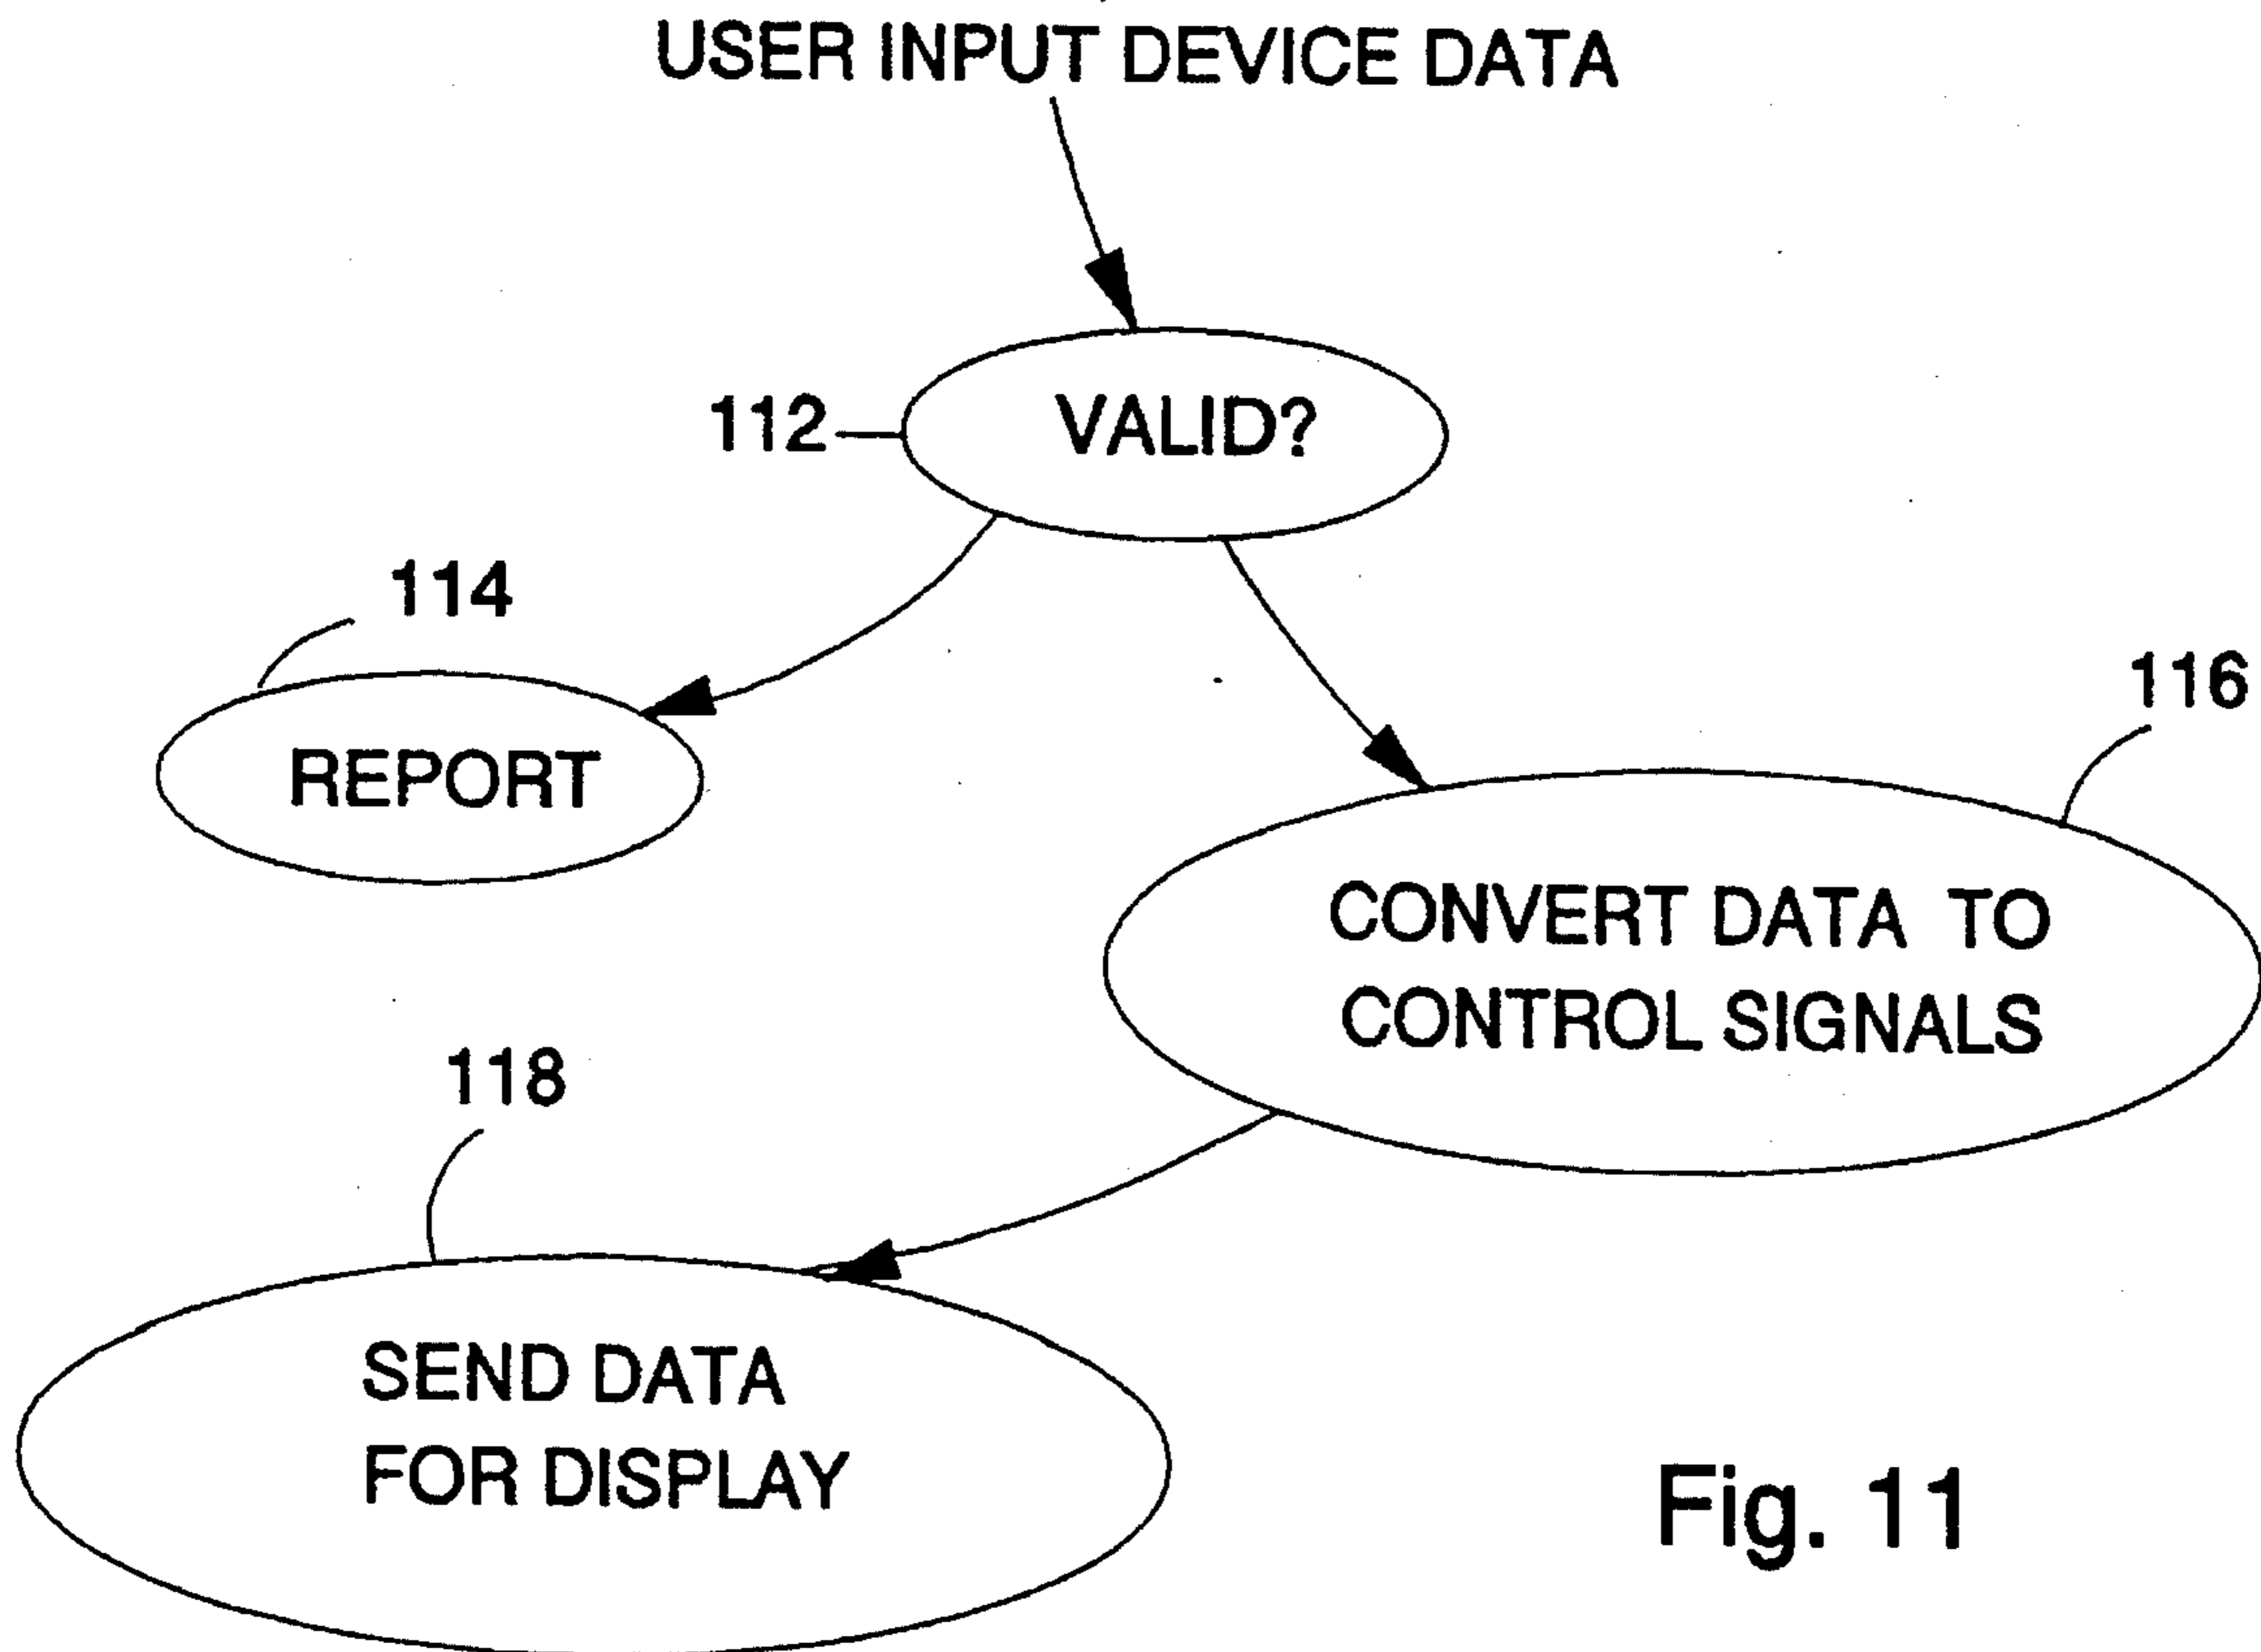 USER INPUT DEVICE DATA
112
VALID?
114
REPORT
116
CONVERT DATA TO
CONTROL SIGNALS
118
SEND DATA
FOR DISPLAY
Fig. 11